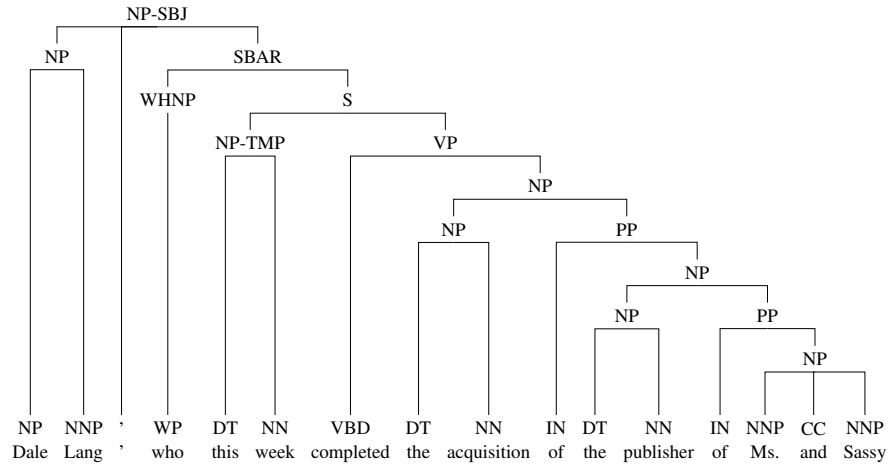 NP-SBJ
NP SBAR
WHNP S
NP-TMP VP
NP
NP PP
NP
NP PP
NP
NP NNP , WP DT NN VBD DT NN IN DT NN IN NNP CC NNP
Dale Lang , who this week completed the acquisition of the publisher of Ms. and Sassy